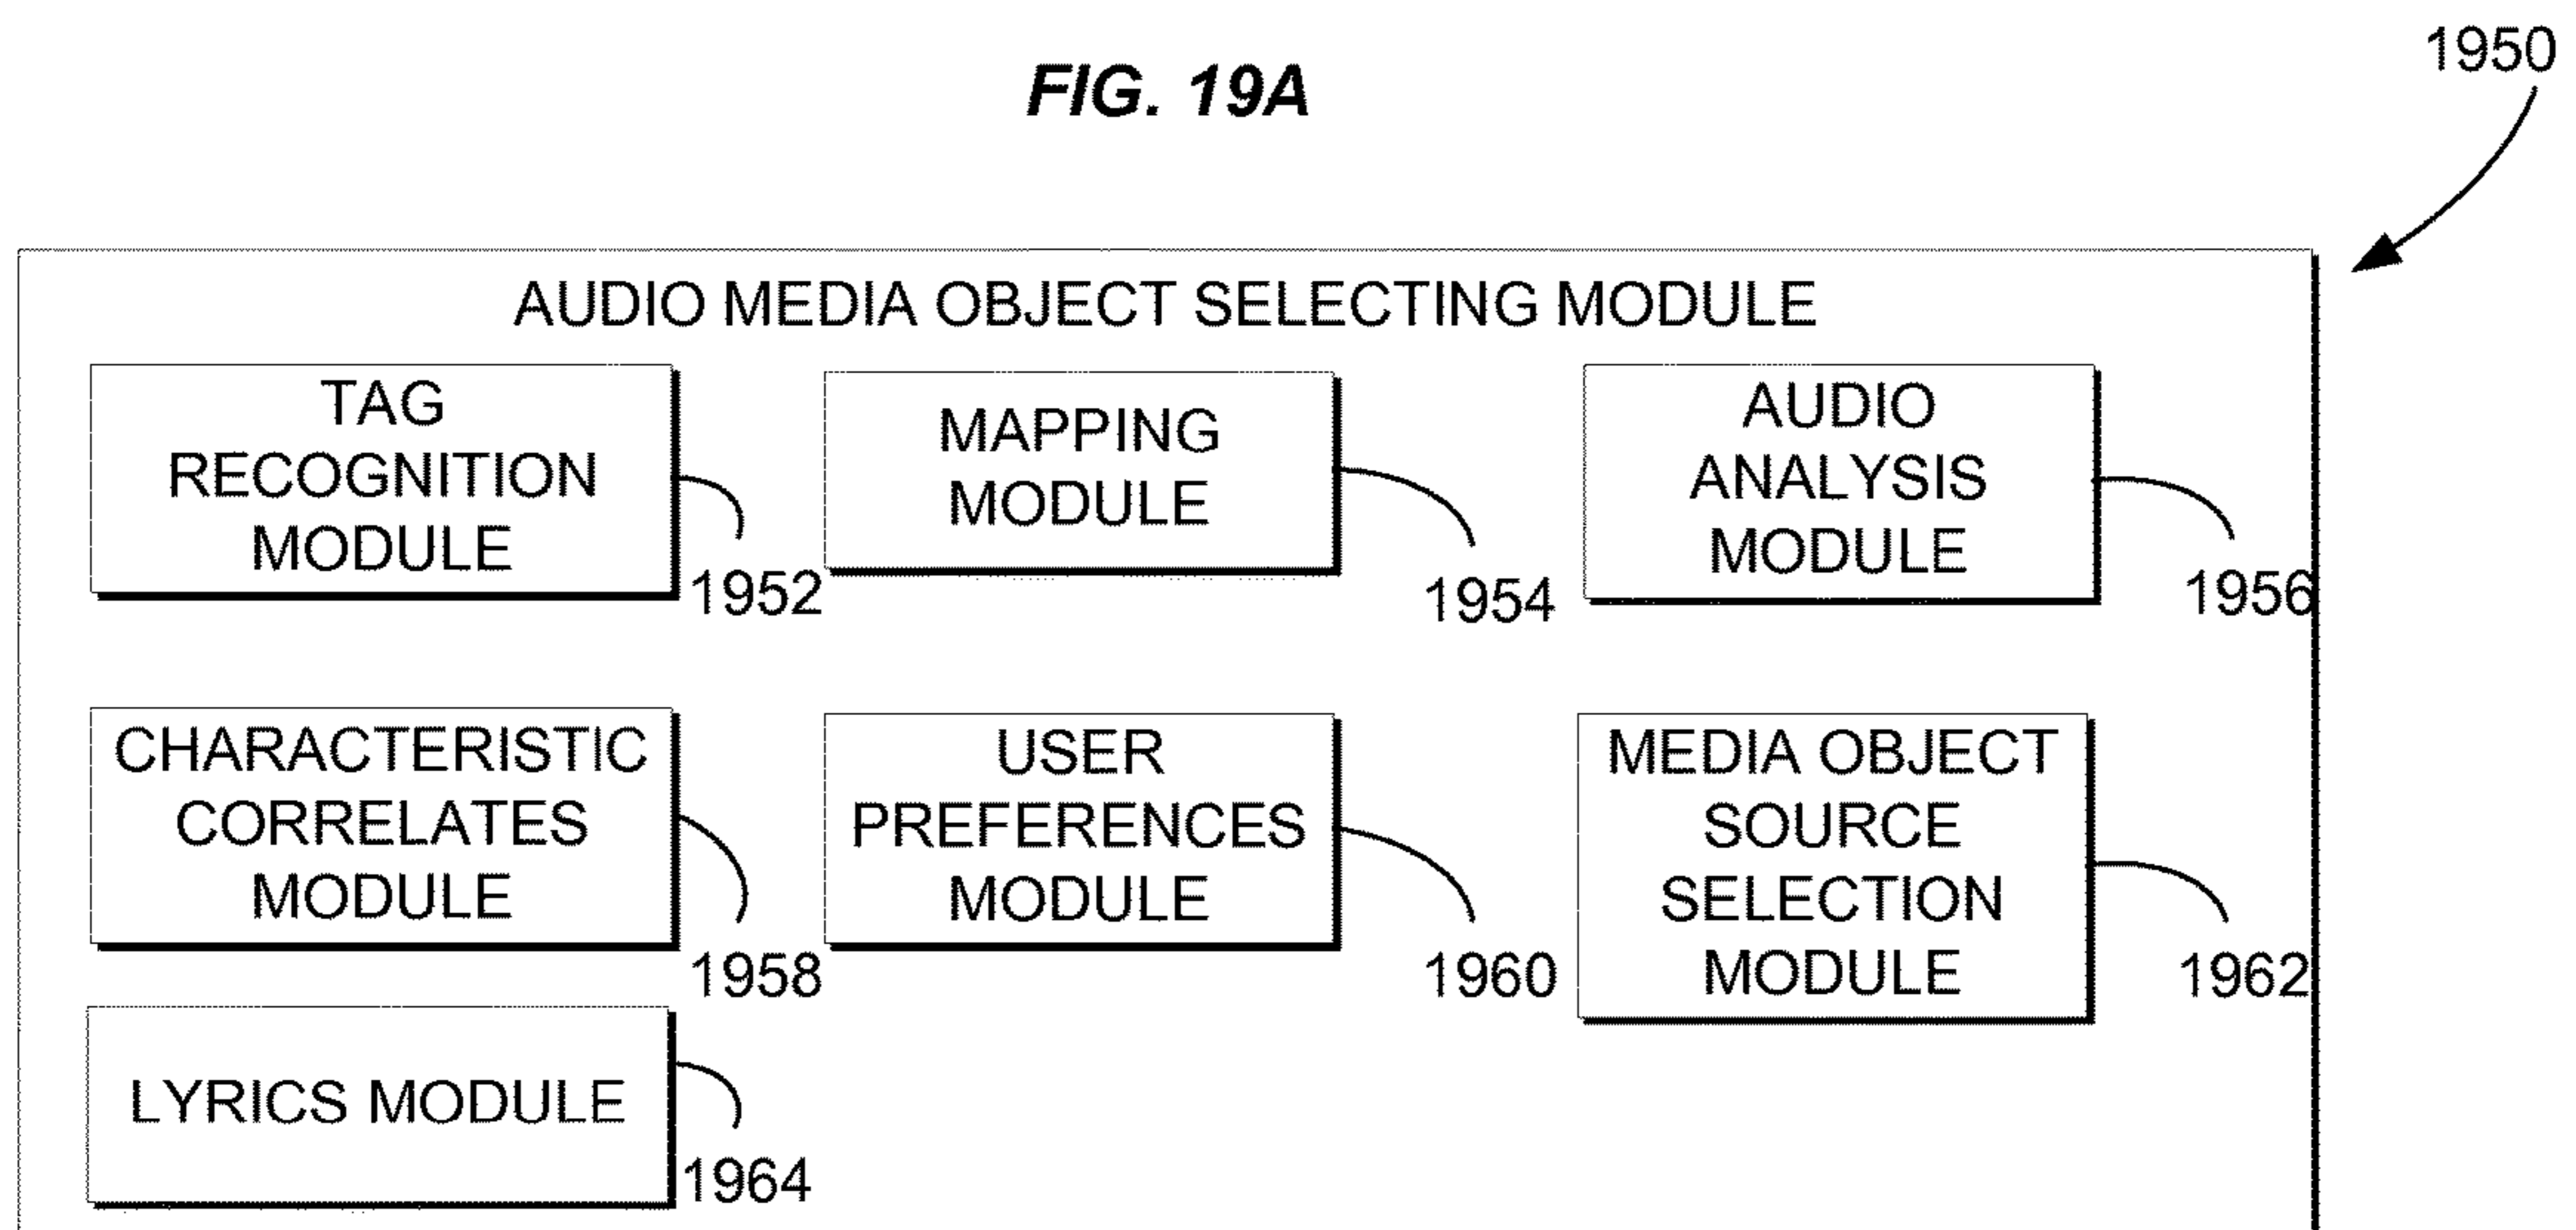 FIG. 19A
1950
AUDIO MEDIA OBJECT SELECTING MODULE
TAG
RECOGNITION
MODULE
1952
MAPPING
MODULE
1954
AUDIO
ANALYSIS
MODULE
1956
CHARACTERISTIC
CORRELATES
MODULE
1958
USER
PREFERENCES
MODULE
1960
MEDIA OBJECT
SOURCE
SELECTION
MODULE
1962
LYRICS MODULE
1964